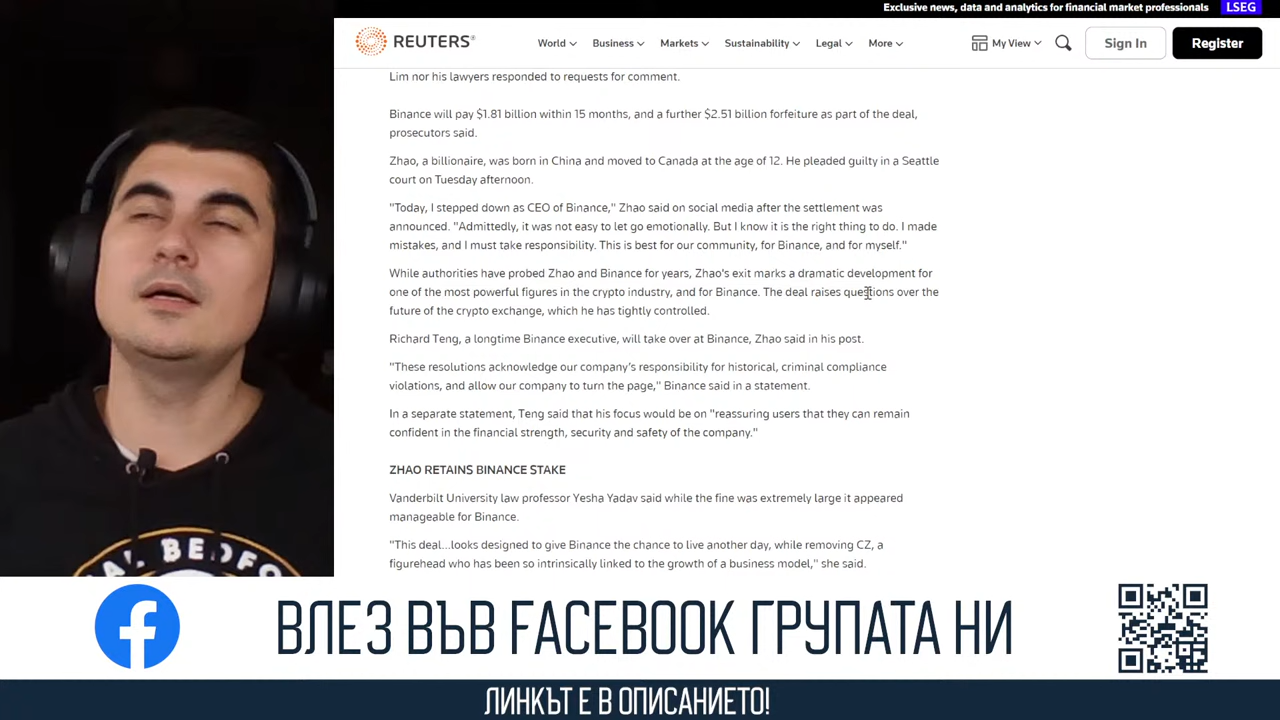 Exclusive news, data and analytics for financial market professionals LSEG
REUTERS World Business Markets Sustainability Legal More My View Sign In Register
Lim nor his lawyers responded to requests for comment.
Binance will pay $1.81 billion within 15 months, and a further $2.51 billion forfeiture as part of the deal,
prosecutors said.
Zhao, a billionaire, was born in China and moved to Canada at the age of 12. He pleaded guilty in a Seattle
court on Tuesday afternoon.
"Today, I stepped down as CEO of Binance," Zhao said on social media after the settlement was
announced. "Admittedly, it was not easy to let go emotionally. But I know it is the right thing to do. I made
mistakes, and I must take responsibility. This is best for our community, for Binance, and for myself."
While authorities have probed Zhao and Binance for years, Zhao's exit marks a dramatic development for
one of the most powerful figures in the crypto industry, and for Binance. The deal raises questions over the
future of the crypto exchange, which he has tightly controlled.
Richard Teng, a longtime Binance executive, will take over at Binance, Zhao said in his post.
"These resolutions acknowledge our company's responsibility for historical, criminal compliance
violations, and allow our company to turn the page," Binance said in a statement.
In a separate statement, Teng said that his focus would be on "reassuring users that they can remain
confident in the financial strength, security and safety of the company."
ZHAO RETAINS BINANCE STAKE
Vanderbilt University law professor Yesha Yadav said while the fine was extremely large it appeared
manageable for Binance.
"This deal...looks designed to give Binance the chance to live another day, while removing CZ, a
figurehead who has been so intrinsically linked to the growth of a business model," she said.
BEDFO
ВЛЕЗ ВЪВ FACEBOOK ГРУПАТА НИ
ЛИНКЪТ Е В ОПИСАНИЕТО!